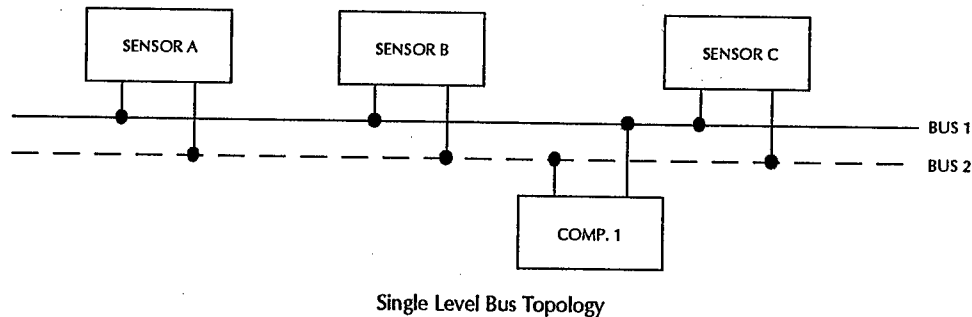 SENSOR A
SENSOR B
SENSOR C
BUS 1
BUS 2
COMP. 1
Single Level Bus Topology